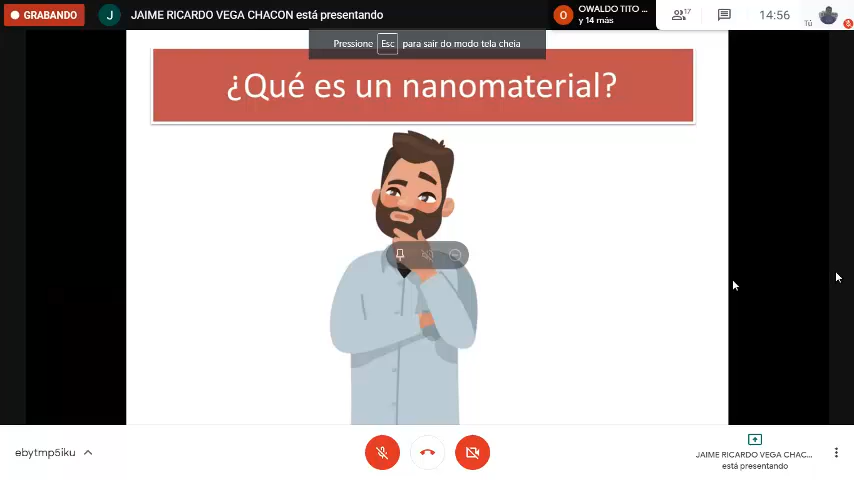 GRABANDO
J
JAIME RICARDO VEGA CHACON está presentando
O
OWALDO TITO ...
y 14 más
17
14:56
Tú
Pressione Esc para sair do modo tela cheia
¿Qué es un nanomaterial?
ebytmp5iku
JAIME RICARDO VEGA CHAC...
está presentando